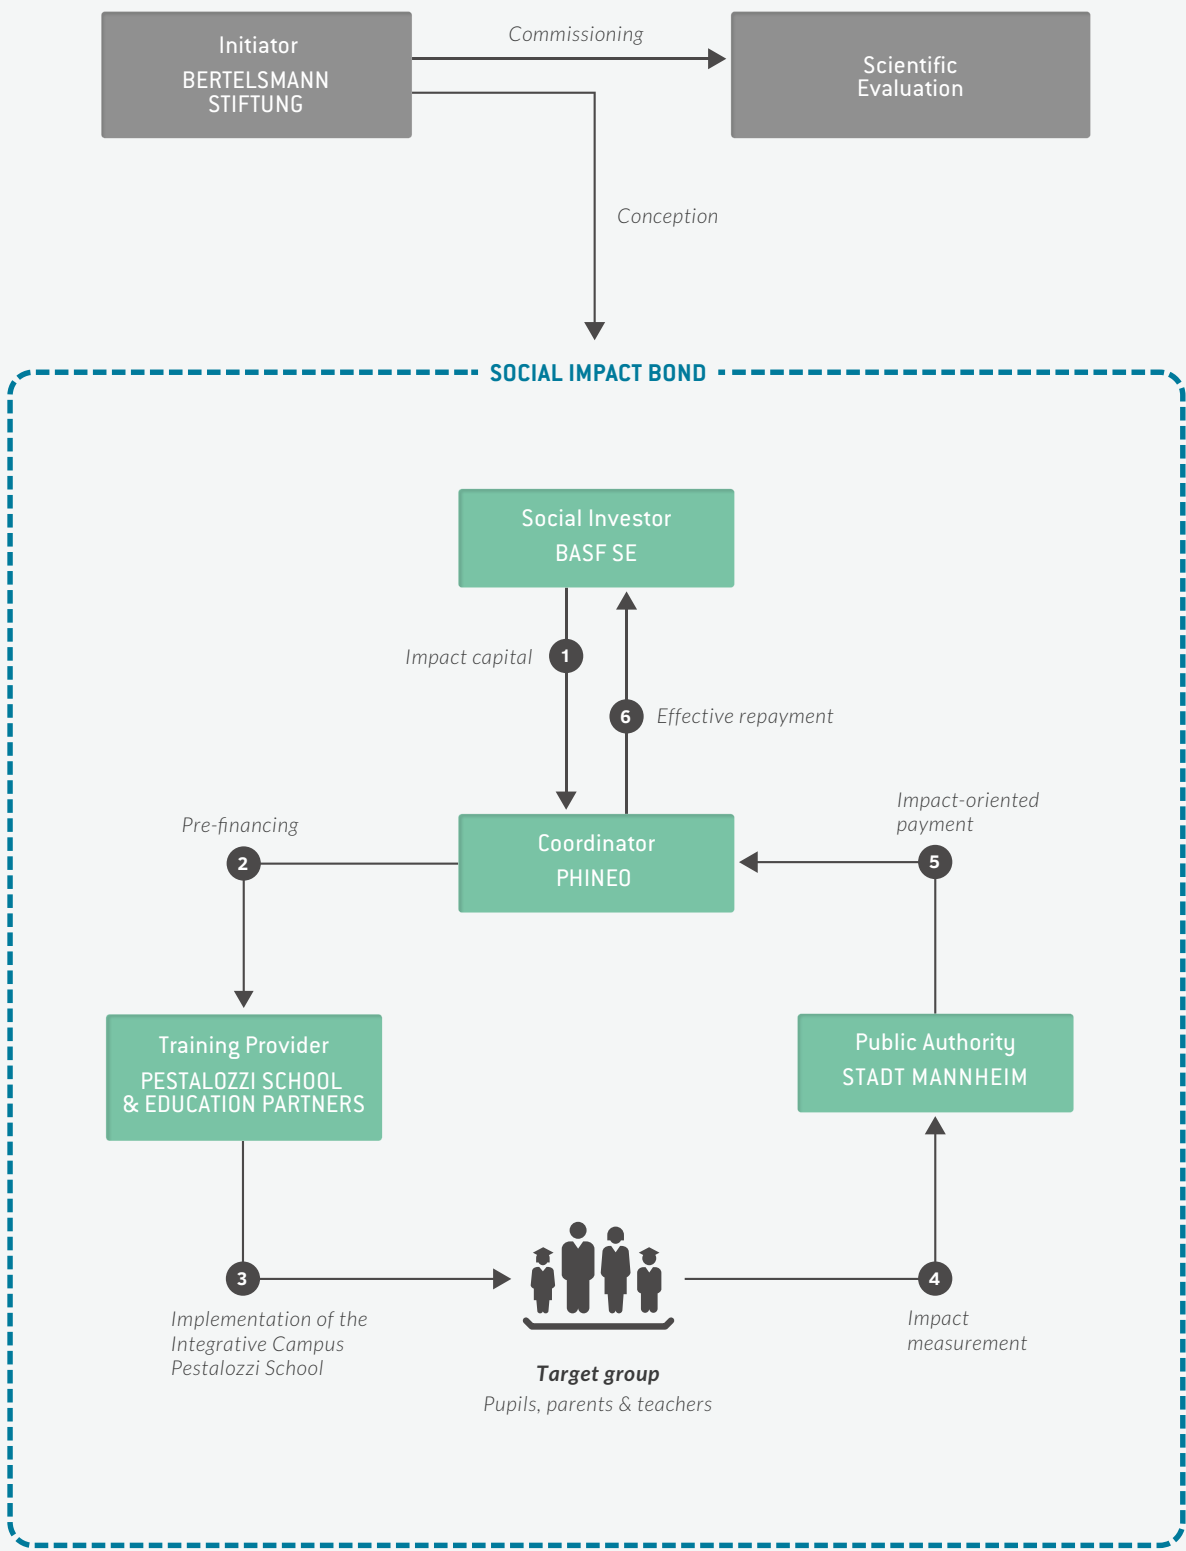 Initiator
BERTELSMANN
STIFTUNG
Commissioning
Scientific
Evaluation
Conception
SOCIAL IMPACT BOND
Social Investor
BASF SE
Impact capital
1
6
Effective repayment
Coordinator
PHINEO
Pre-financing
2
Impact-oriented
payment
5
Training Provider
PESTALOZZI SCHOOL
& EDUCATION PARTNERS
Public Authority
STADT MANNHEIM
3
Implementation of the
Integrative Campus
Pestalozzi School
4
Impact
measurement
Target group
Pupils, parents & teachers